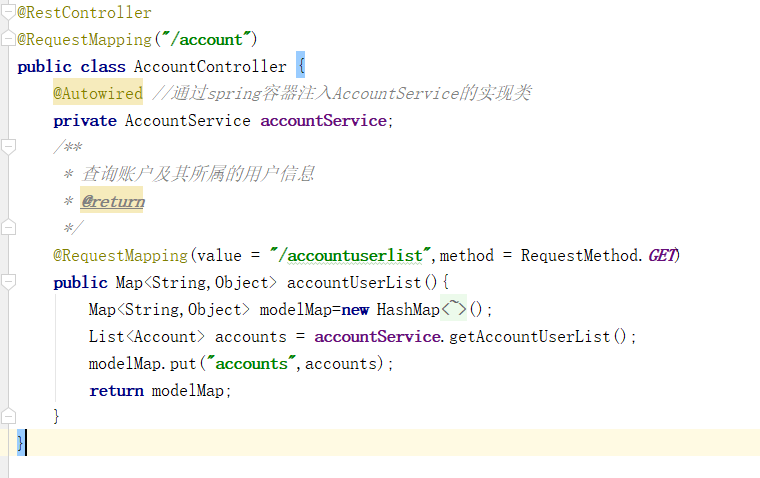 @RestController
@RequestMapping("/account")
public class AccountController {
@Autowired //通过spring容器注入AccountService的实现类
private AccountService accountService;
/**
* 查询账户及其所属的用户信息
* @return
*/
@RequestMapping(value = "/accountuserlist",method = RequestMethod.GET)
public Map<String,Object> accountUserList(){
Map<String,Object> modelMap=new HashMap<~>();
List<Account> accounts = accountService.getAccountUserList();
modelMap.put("accounts",accounts);
return modelMap;
}
}